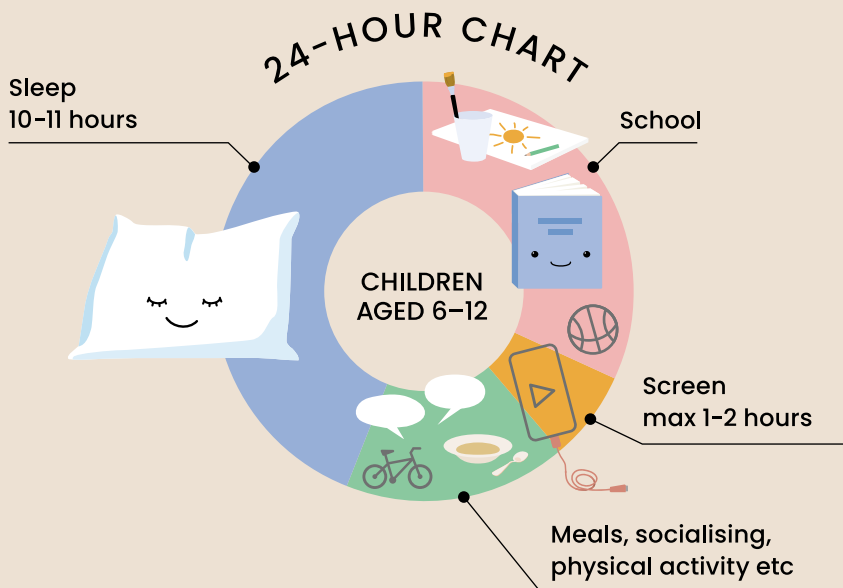 24-HOUR CHART
Sleep
10-11 hours
School
CHILDREN
AGED 6–12
Screen
max 1-2 hours
Meals, socialising,
physical activity etc